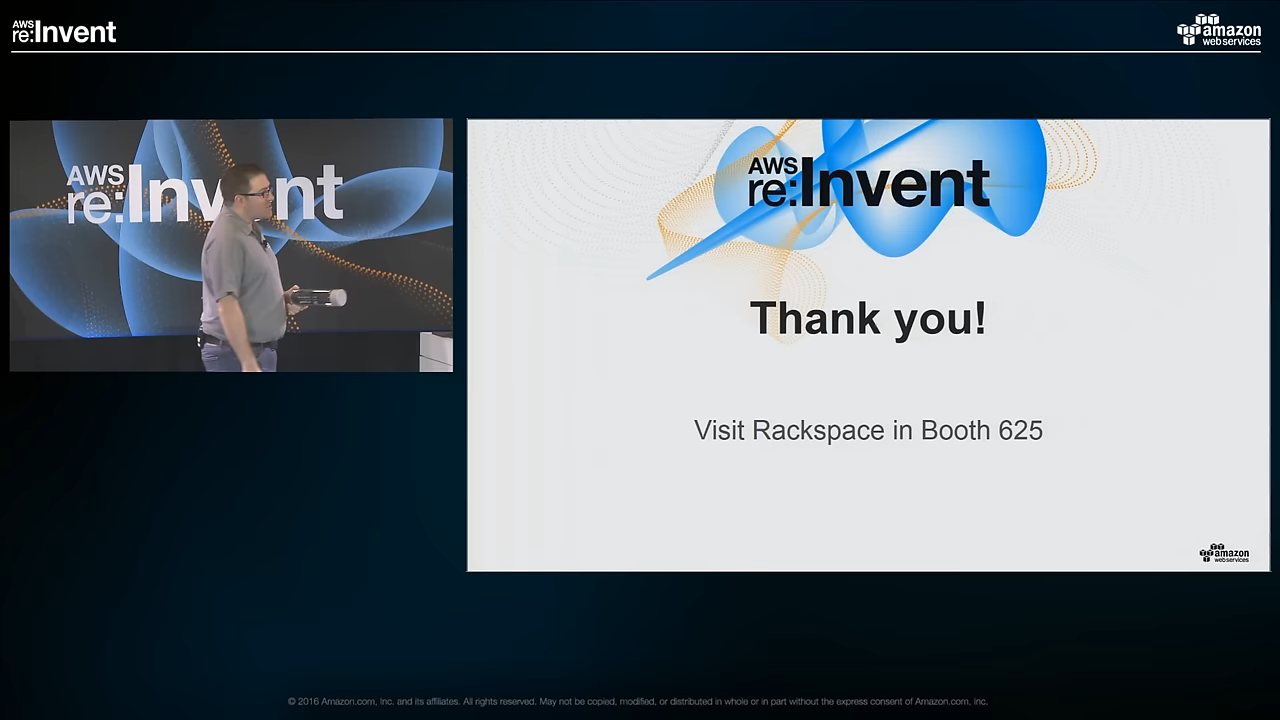 AWS
re:Invent
amazon
web services
AWS
re:Invent
AWS
re:Invent
Thank you!
Visit Rackspace in Booth 625
amazon
web services
© 2016 Amazon.com, Inc. and its affiliates. All rights reserved. May not be copied, modified, or distributed in whole or in part without the express consent of Amazon.com, Inc.